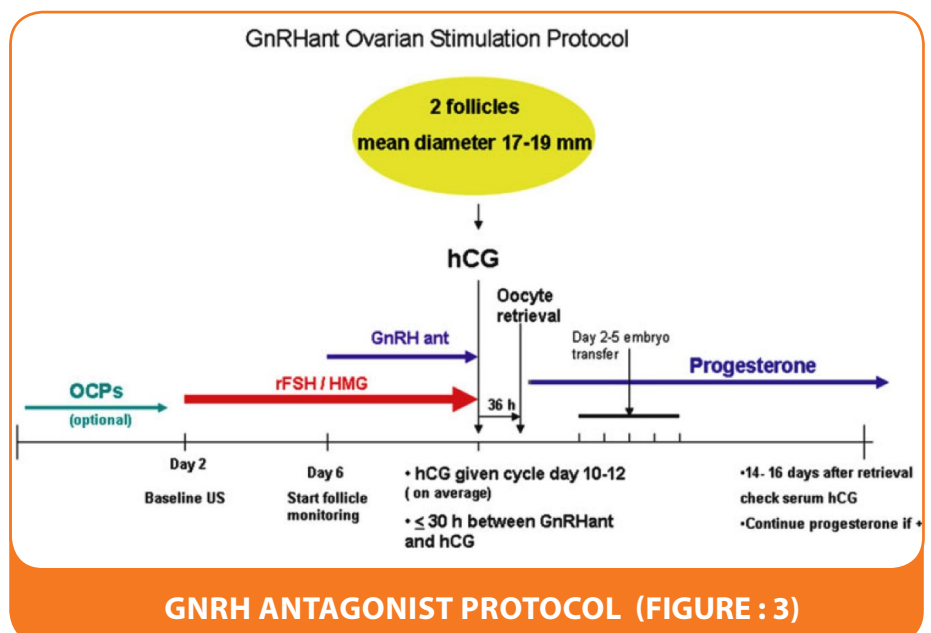 GnRHant Ovarian Stimulation Protocol
2 follicles
mean diameter 17-19 mm
hCG
Oocyte
retrieval
GnRH ant
Day 2-5 embryo
transfer
Progesterone
OCPs
(optional)
rFSH / HMG
36 h
Day 2
Baseline US
Day 6
Start follicle
monitoring
• hCG given cycle day 10-12
( on average)
• ≤ 30 h between GnRHant
and hCG
•14- 16 days after retrieval
check serum hCG
•Continue progesterone if +
GNRH ANTAGONIST PROTOCOL (FIGURE : 3)